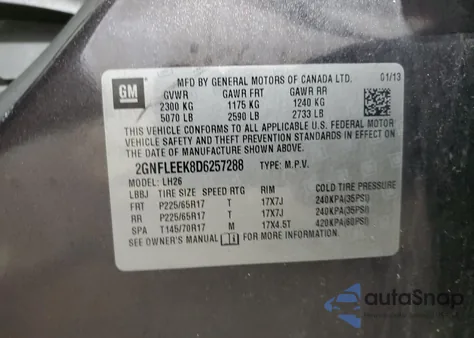 GM
MFD BY GENERAL MOTORS OF CANADA LTD. 01/13
GVWR GAWR FRT GAWR RR
2300 KG 1175 KG 1240 KG
5070 LB 2590 LB 2733 LB
THIS VEHICLE CONFORMS TO ALL APPLICABLE U.S. FEDERAL MOTOR
VEHICLE SAFETY, BUMPER, AND THEFT PREVENTION STANDARDS IN
EFFECT ON THE DATE OF MANUFACTURE SHOWN ABOVE.
2GNFLEEK8D6257288 TYPE: M.P.V.
MODEL: LH26
LBBJ TIRE SIZE SPEED RTG RIM COLD TIRE PRESSURE
FRT P225/65R17 T 17X7J 240KPA(35PSI)
RR P225/65R17 T 17X7J 240KPA(35PSI)
SPA T145/70R17 M 17X4.5T 420KPA(60PSI)
SEE OWNER'S MANUAL FOR MORE INFORMATION.
autoSnap